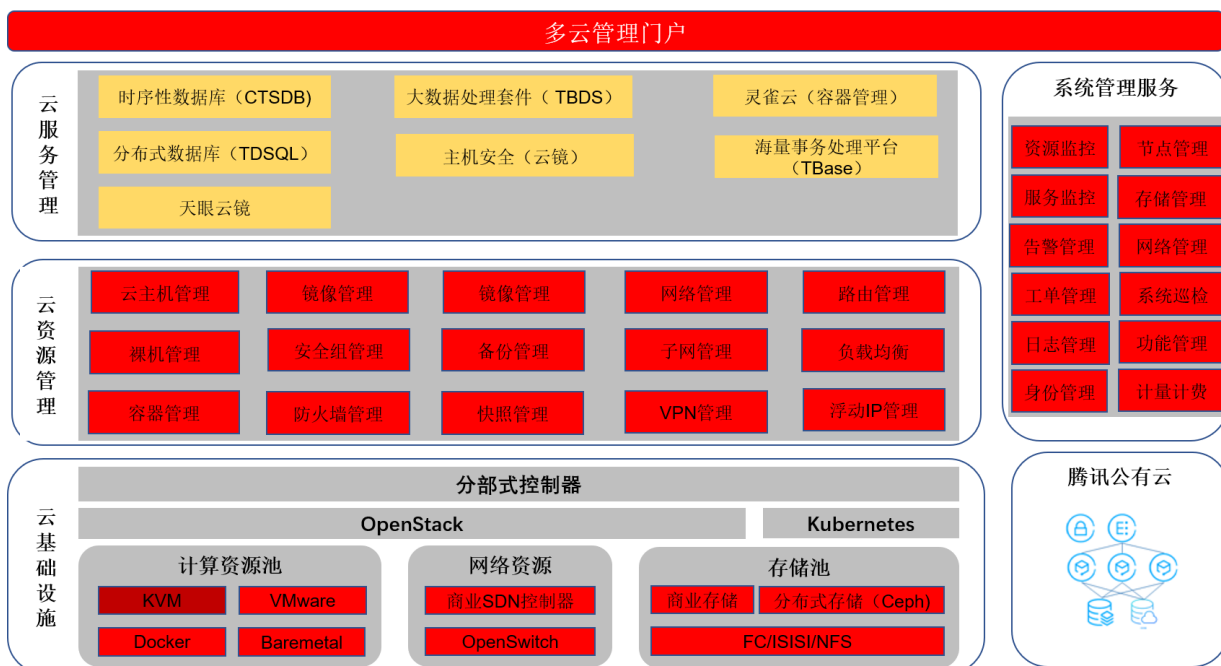 多云管理门户
云服务管理
时序性数据库（CTSDB)
大数据处理套件（ TBDS）
灵雀云（容器管理）
分布式数据库（TDSQL）
主机安全（云镜）
海量事务处理平台
（TBase）
天眼云镜
云资源管理
云主机管理
镜像管理
镜像管理
网络管理
路由管理
裸机管理
安全组管理
备份管理
子网管理
负载均衡
容器管理
防火墙管理
快照管理
VPN管理
浮动IP管理
云基础设施
分部式控制器
OpenStack
Kubernetes
计算资源池
KVM
VMware
Docker
Baremetal
网络资源
商业SDN控制器
OpenSwitch
存储池
商业存储
分布式存储（Ceph)
FC/ISISI/NFS
系统管理服务
资源监控
节点管理
服务监控
存储管理
告警管理
网络管理
工单管理
系统巡检
日志管理
功能管理
身份管理
计量计费
腾讯公有云